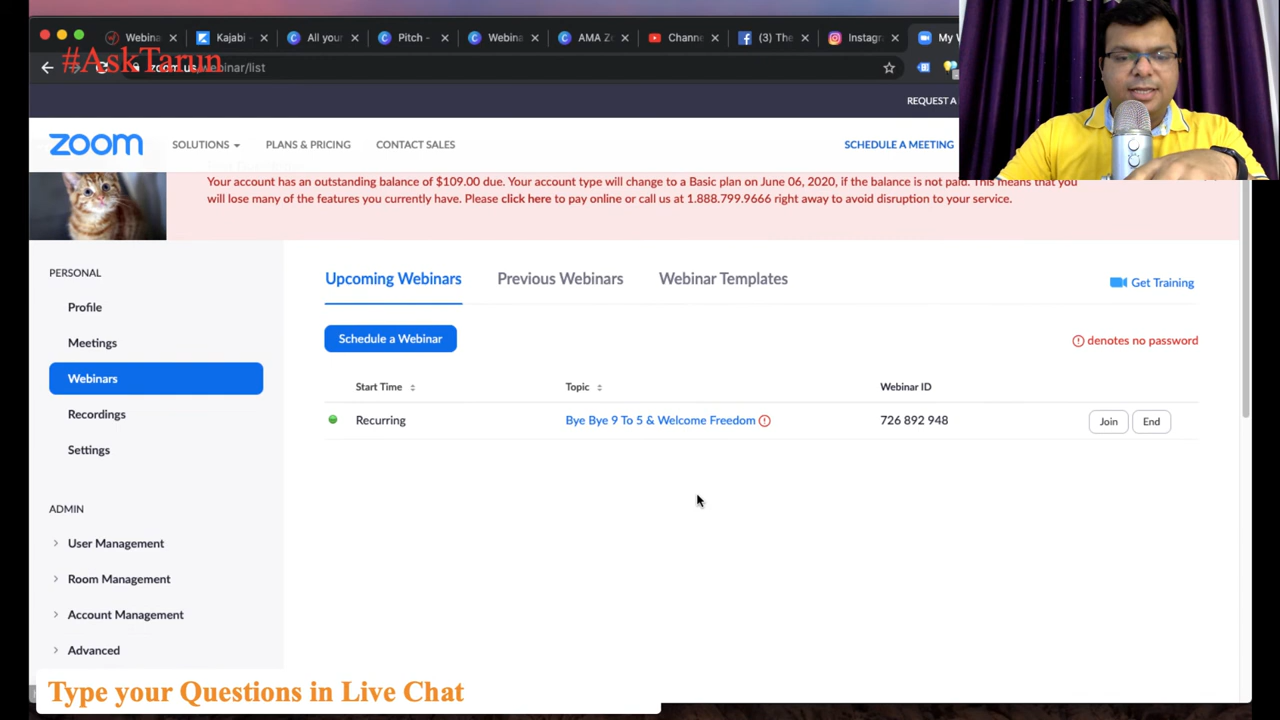 Webina
Kajabi -
All your
Pitch -
Webina
AMA Zo
Channe
(3) The
Instagr
My W
#AskTarun
zoom.us/webinar/list
REQUEST A
zoom
SOLUTIONS
PLANS & PRICING
CONTACT SALES
SCHEDULE A MEETING
Your account has an outstanding balance of $109.00 due. Your account type will change to a Basic plan on June 06, 2020, if the balance is not paid. This means that you
will lose many of the features you currently have. Please click here to pay online or call us at 1.888.799.9666 right away to avoid disruption to your service.
PERSONAL
Profile
Meetings
Webinars
Recordings
Settings
ADMIN
User Management
Room Management
Account Management
Advanced
Upcoming Webinars
Previous Webinars
Webinar Templates
Get Training
Schedule a Webinar
denotes no password
Start Time
Topic
Webinar ID
Recurring
Bye Bye 9 To 5 & Welcome Freedom
726 892 948
Join
End
Type your Questions in Live Chat